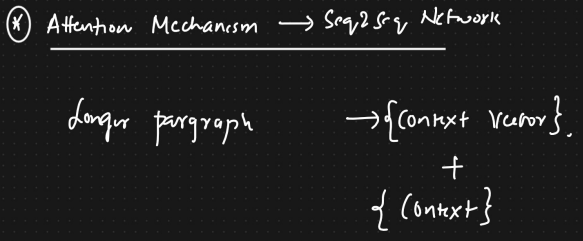 (*) Attention Mechanism → Seq2Seq Network
Longer pargraph → {Context Vector}.
+
{Context}